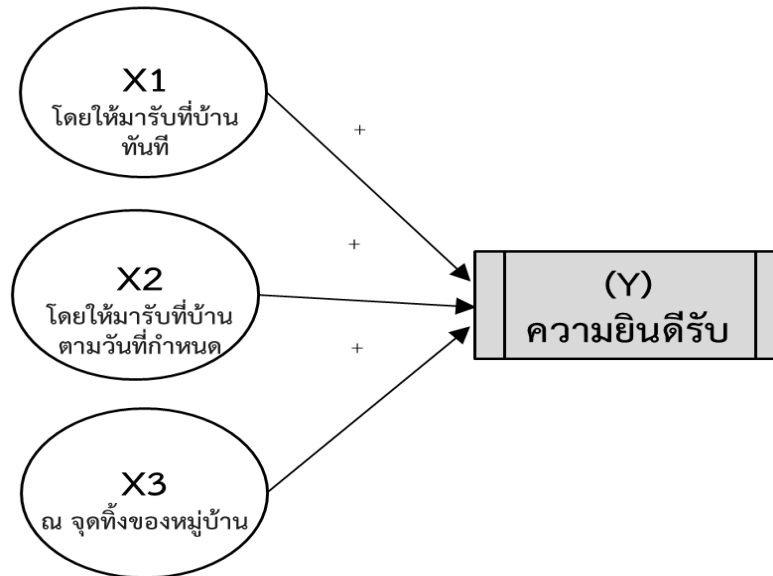 X1
โดยให้มารับที่บ้าน
ทันที
+
X2
โดยให้มารับที่บ้าน
ตามวันที่กำหนด
+
X3
ณ จุดทิ้งของหมู่บ้าน
+
(Y)
ความยินดีรับ